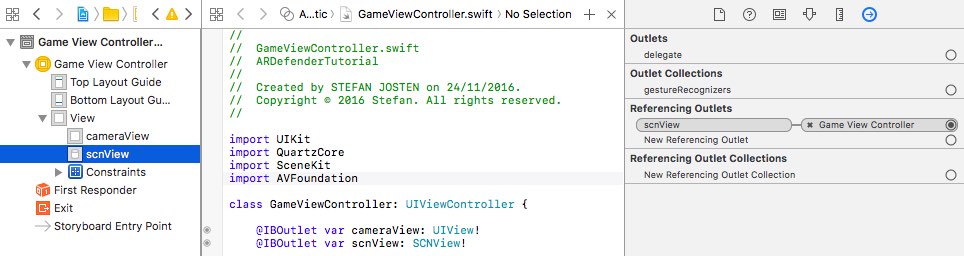 A...tic
GameViewController.swift
No Selection
Game View Controller...
Game View Controller
Top Layout Guide
Bottom Layout Gu...
View
cameraView
scnView
Constraints
First Responder
Exit
Storyboard Entry Point
//
//  GameViewController.swift
//  ARDefenderTutorial
//
//  Created by STEFAN JOSTEN on 24/11/2016.
//  Copyright © 2016 Stefan. All rights reserved.
//
import UIKit
import QuartzCore
import SceneKit
import AVFoundation
class GameViewController: UIViewController {
@IBOutlet var cameraView: UIView!
@IBOutlet var scnView: SCNView!
Outlets
delegate
Outlet Collections
gestureRecognizers
Referencing Outlets
scnView
Game View Controller
New Referencing Outlet
Referencing Outlet Collections
New Referencing Outlet Collection